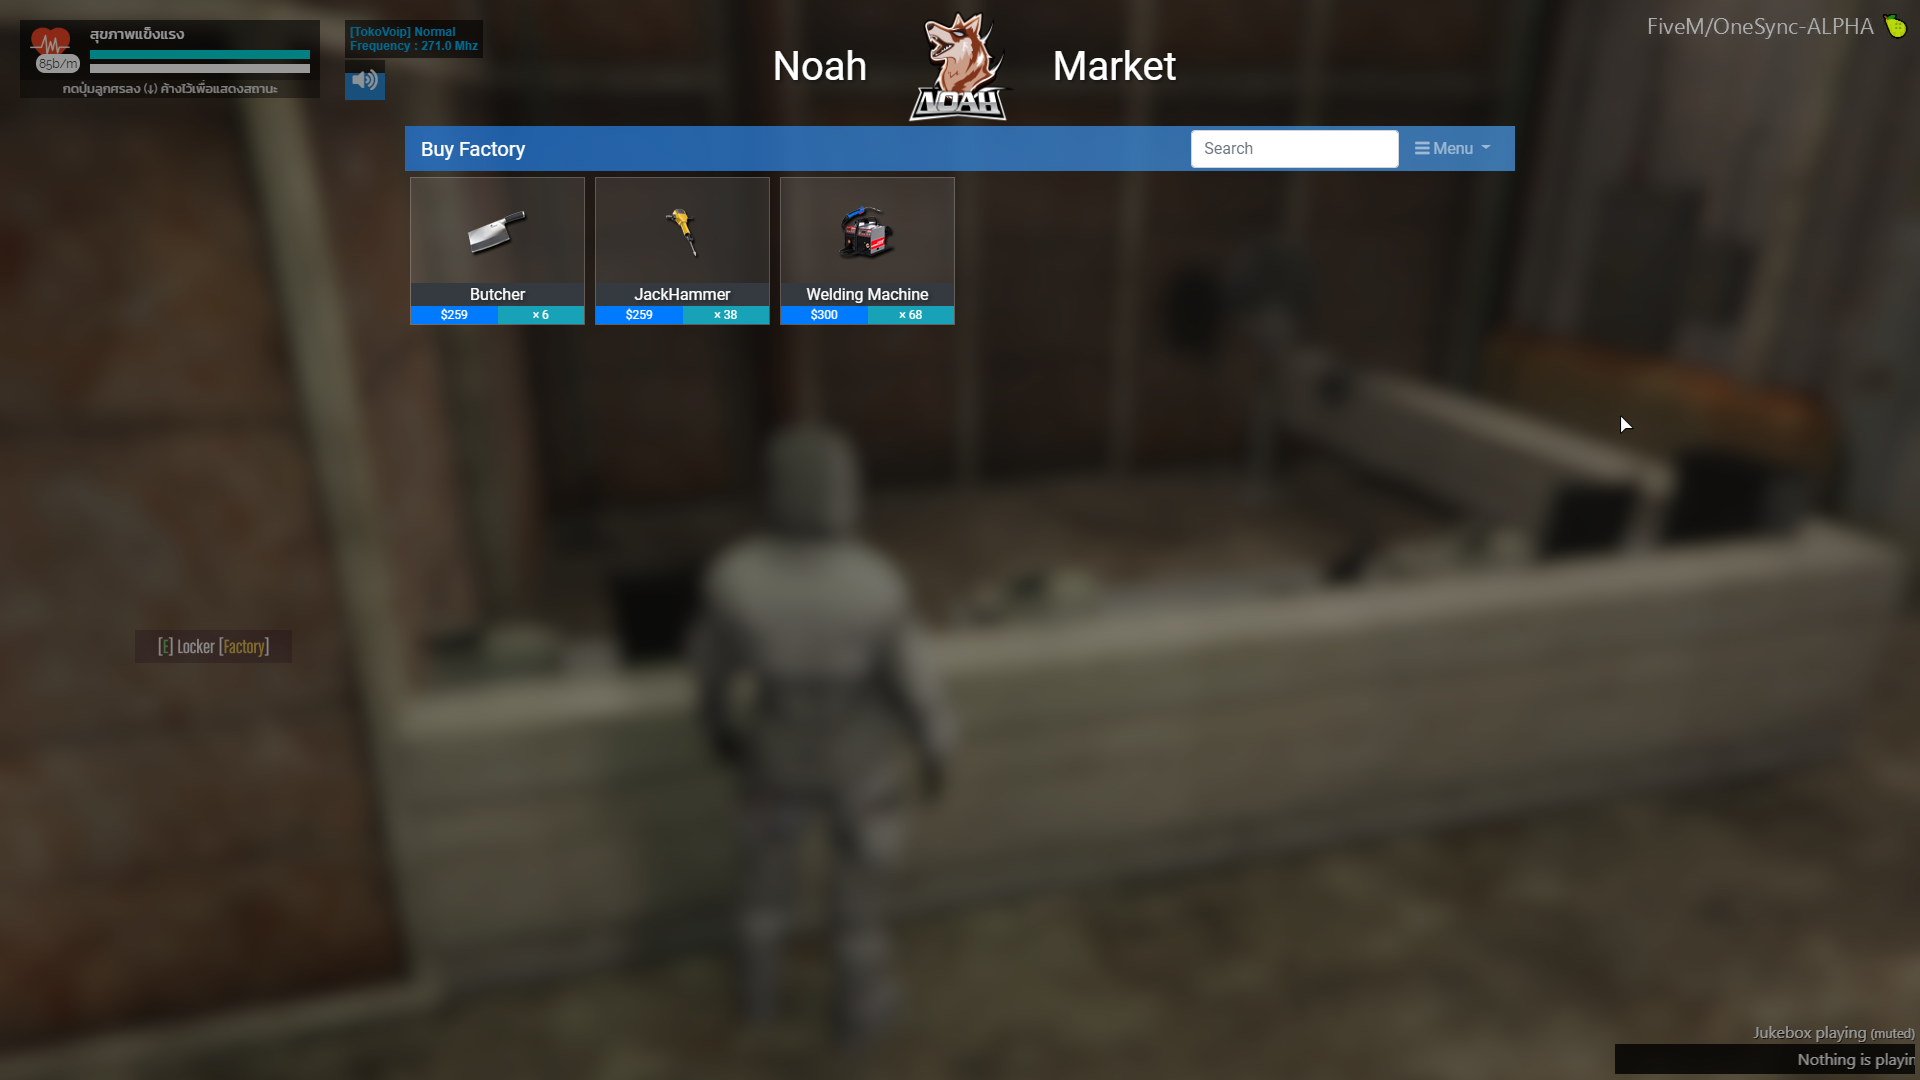 สุขภาพแข็งแรง
85b/m
กดปุ่มลูกศรลง (↓) ค้างไว้เพื่อแสดงสถานะ
[TokoVoip] Normal
Frequency : 271.0 Mhz
Noah
NOAH
Market
FiveM/OneSync-ALPHA
Buy Factory
Search
Menu
Butcher
$259
× 6
JackHammer
$259
× 38
Welding Machine
$300
× 68
[E] Locker [Factory]
Jukebox playing (muted)
Nothing is playin